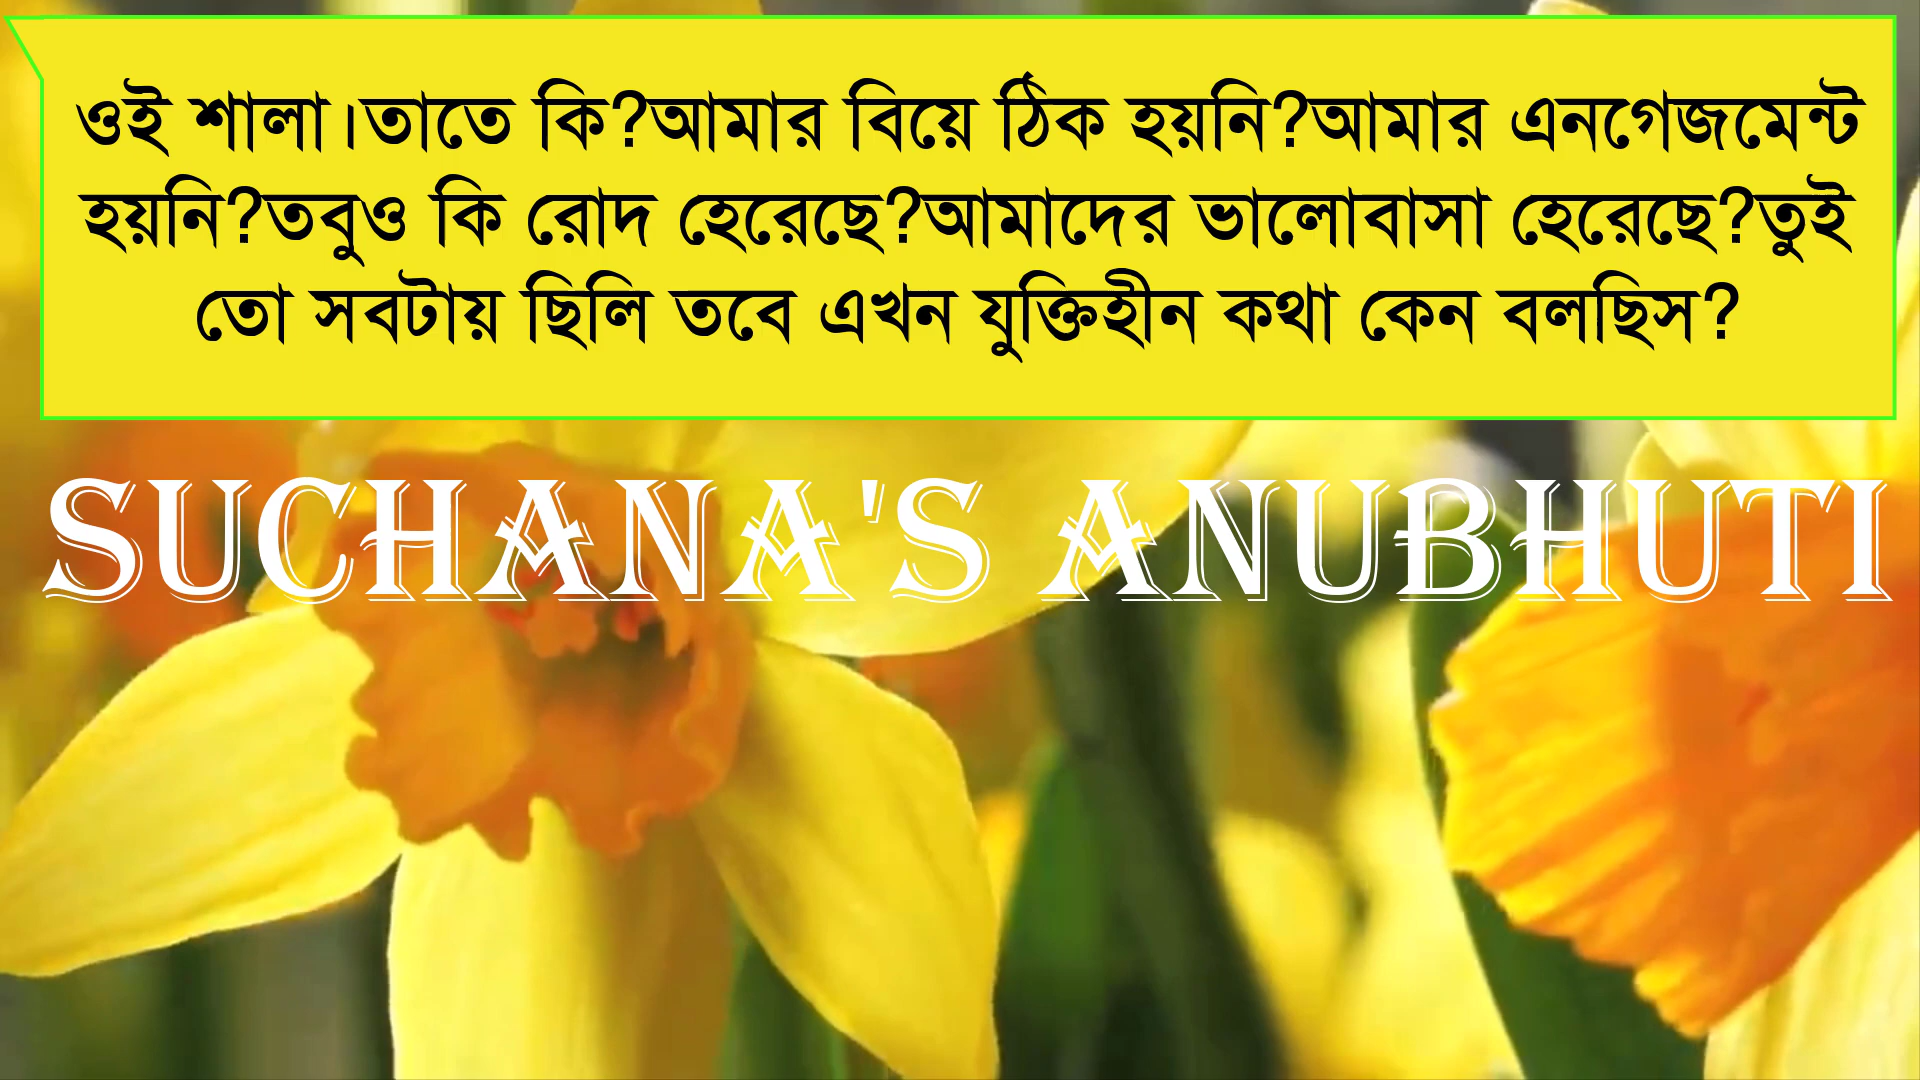 ওই শালা।তাতে কি?আমার বিয়ে ঠিক হয়নি?আমার এনগেজমেন্ট
হয়নি?তবুও কি রোদ হেরেছে?আমাদের ভালোবাসা হেরেছে?তুই
তো সবটায় ছিলি তবে এখন যুক্তিহীন কথা কেন বলছিস?
SUCHANA'S ANUBHUTI